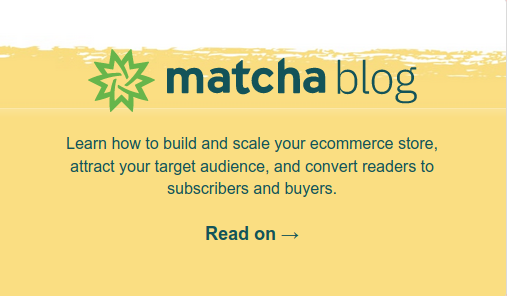 matcha blog
Learn how to build and scale your ecommerce store,
attract your target audience, and convert readers to
subscribers and buyers.
Read on →